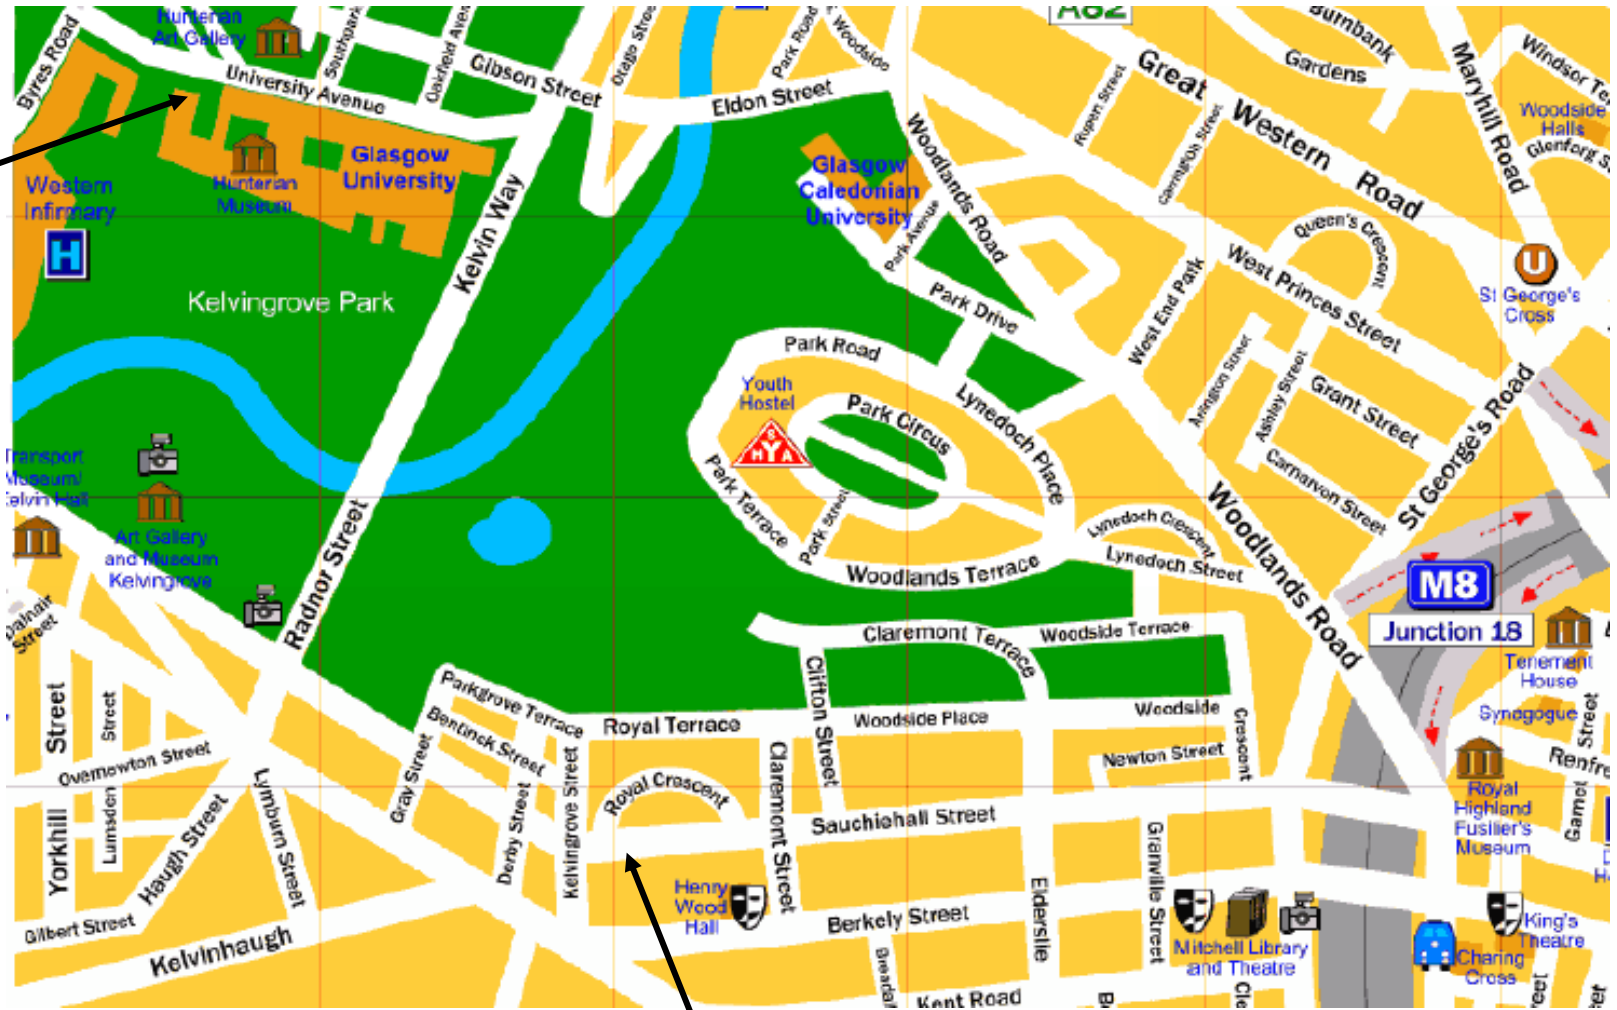 Hunterian
Art Gallery
Byres Road
University Avenue
Oakfield Aven
Gibson Street
Otago Stre
Park Road
Woodside
Eldon Street
A82
Burnbank
Gardens
Great Western Road
Maryhill Road
Windsor Te
Woodside
Halls
Rupert Street
Carrington Street
Woodlands Road
Western
Infirmary
H
Hunterian
Museum
Glasgow
University
Glasgow
Caledonian
University
Park Avenue
Kelvin Way
Kelvingrove Park
Queen's Crescent
West Princes Street
U
St George's
Cross
Park Drive
West End Park
Park Road
Youth
Hostel
S
Y
H A
Park Circus
Lynedoch Place
Arlington Street
Ashley Street
Grant Street
St George's Road
Carnarvon Street
Transport
Museum/
Kelvin Hall
Art Gallery
and Museum
Kelvingrove
Radnor Street
Park Terrace
Park Street
Woodlands Terrace
Lynedoch Crescent
Lynedoch Street
Woodlands Road
M8
Junction 18
Dalnair
Street
Claremont Terrace
Woodside Terrace
Tenement
House
Synagogue
Street
Street
Parkgrove Terrace
Bentinck Street
Royal Terrace
Clifton Street
Woodside Place
Woodside
Crescent
Newton Street
Street
Renfre
Overnewton Street
Gray Street
Derby Street
Kelvingrove Street
Royal Crescent
Claremont Street
Sauchiehall Street
Royal
Highland
Fusilier's
Museum
Garnet
Yorkhill
Lumsden
Haugh Street
Lymburn Street
Granville Street
Elderslie
Henry
Wood
Hall
Berkely Street
Gilbert Street
Kelvinhaugh
Mitchell Library
and Theatre
King's
Theatre
Charing
Cross
Kent Road
Cle
reet